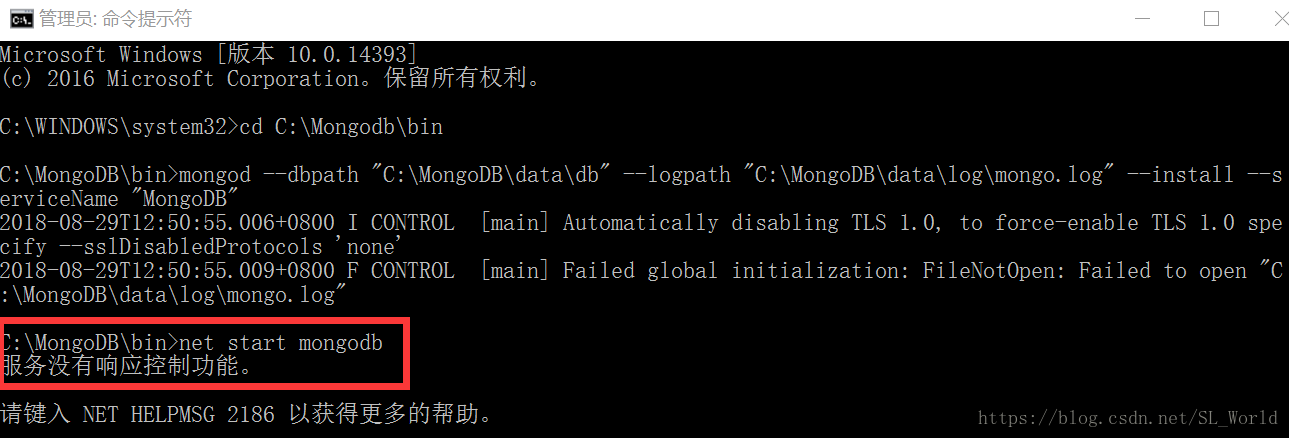 管理员: 命令提示符
Microsoft Windows [版本 10.0.14393]
(c) 2016 Microsoft Corporation。保留所有权利。
C:\WINDOWS\system32>cd C:\Mongodb\bin
C:\MongoDB\bin>mongod --dbpath "C:\MongoDB\data\db" --logpath "C:\MongoDB\data\log\mongo.log" --install --s
erviceName "MongoDB"
2018-08-29T12:50:55.006+0800 I CONTROL  [main] Automatically disabling TLS 1.0, to force-enable TLS 1.0 spe
cify --sslDisabledProtocols 'none'
2018-08-29T12:50:55.009+0800 F CONTROL  [main] Failed global initialization: FileNotOpen: Failed to open "C
:\MongoDB\data\log\mongo.log"
C:\MongoDB\bin>net start mongodb
服务没有响应控制功能。
请键入 NET HELPMSG 2186 以获得更多的帮助。
https://blog.csdn.net/SL_World